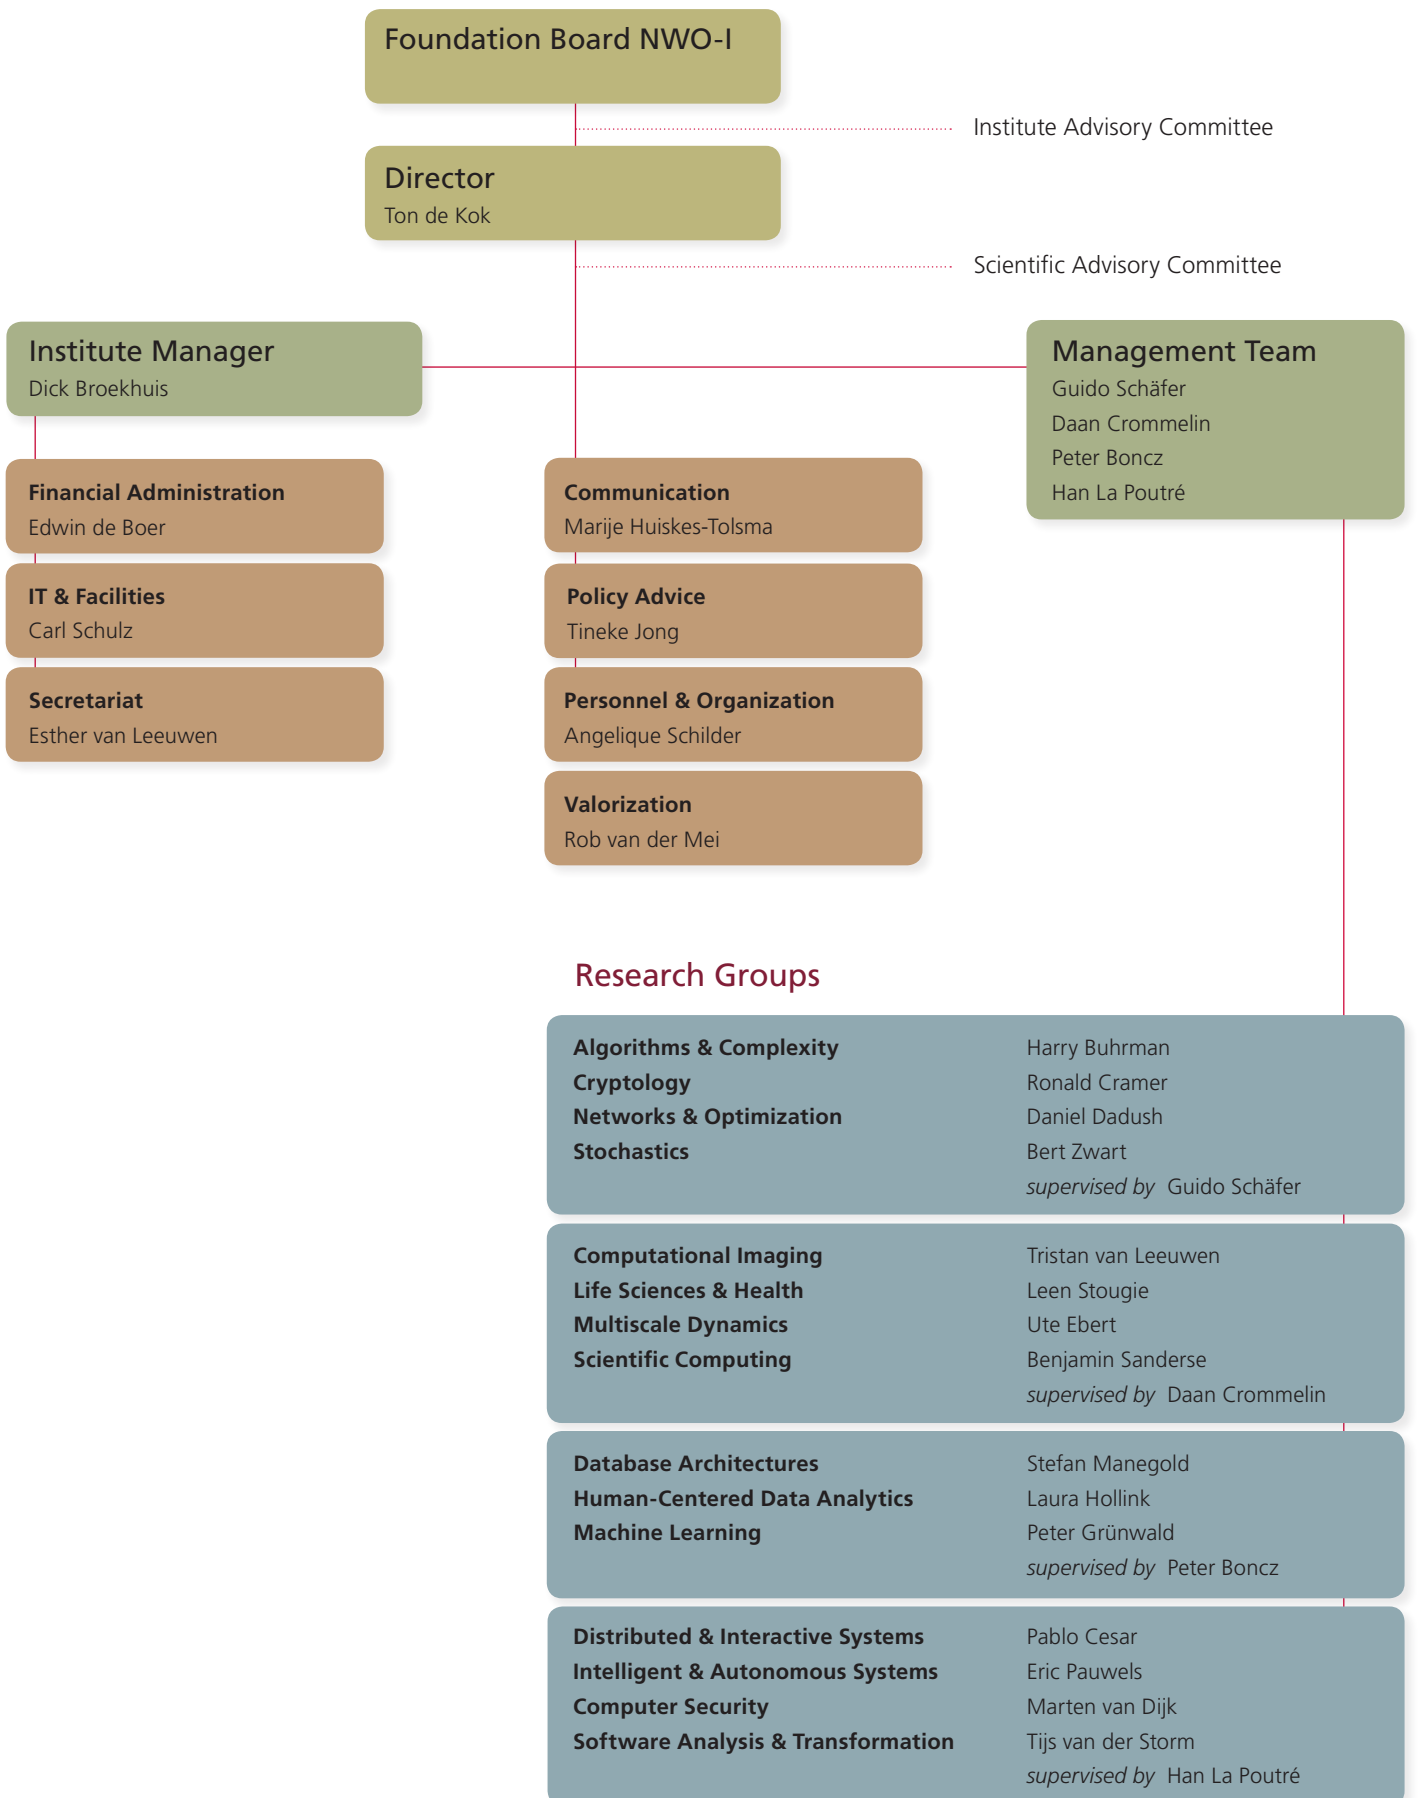 Foundation Board NWO-I
Institute Advisory Committee
Director
Ton de Kok
Scientific Advisory Committee
Institute Manager
Dick Broekhuis
Management Team
Guido Schäfer
Daan Crommelin
Peter Boncz
Han La Poutré
Financial Administration
Edwin de Boer
IT & Facilities
Carl Schulz
Secretariat
Esther van Leeuwen
Communication
Marije Huiskes-Tolsma
Policy Advice
Tineke Jong
Personnel & Organization
Angelique Schilder
Valorization
Rob van der Mei
Research Groups
Algorithms & Complexity Harry Buhrman
Cryptology Ronald Cramer
Networks & Optimization Daniel Dadush
Stochastics Bert Zwart
supervised by Guido Schäfer
Computational Imaging Tristan van Leeuwen
Life Sciences & Health Leen Stougie
Multiscale Dynamics Ute Ebert
Scientific Computing Benjamin Sanderse
supervised by Daan Crommelin
Database Architectures Stefan Manegold
Human-Centered Data Analytics Laura Hollink
Machine Learning Peter Grünwald
supervised by Peter Boncz
Distributed & Interactive Systems Pablo Cesar
Intelligent & Autonomous Systems Eric Pauwels
Computer Security Marten van Dijk
Software Analysis & Transformation Tijs van der Storm
supervised by Han La Poutré